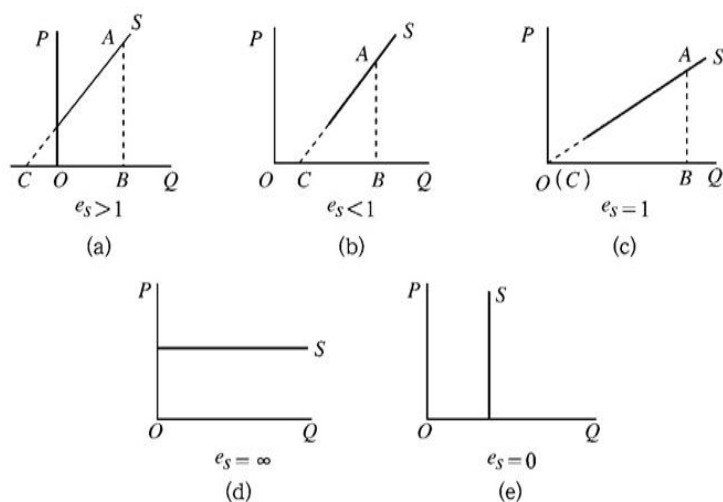 P A S
C O B Q
e_S>1
(a)
P A S
O C B Q
e_S<1
(b)
P A S
O(C) B Q
e_S=1
(c)
P S
O Q
e_S=∞
(d)
P S
O Q
e_S=0
(e)